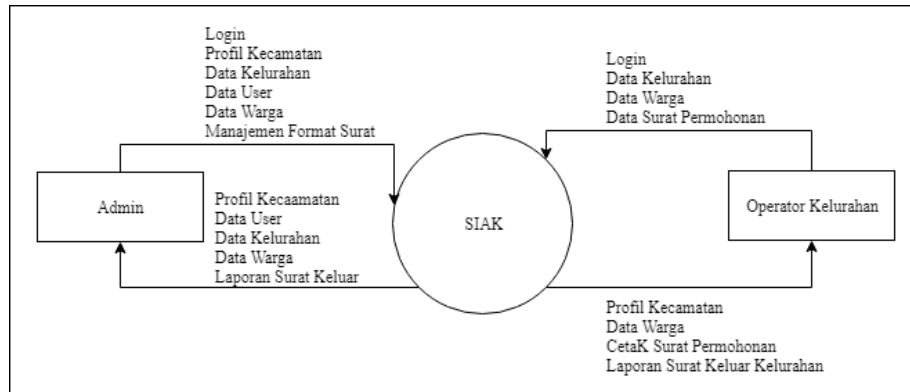 Login
Profil Kecamatan
Data Kelurahan
Data User
Data Warga
Manajemen Format Surat
Login
Data Kelurahan
Data Warga
Data Surat Permohonan
Admin
Profil Kecaamatan
Data User
Data Kelurahan
Data Warga
Laporan Surat Keluar
SIAK
Operator Kelurahan
Profil Kecamatan
Data Warga
CetaK Surat Permohonan
Laporan Surat Keluar Kelurahan